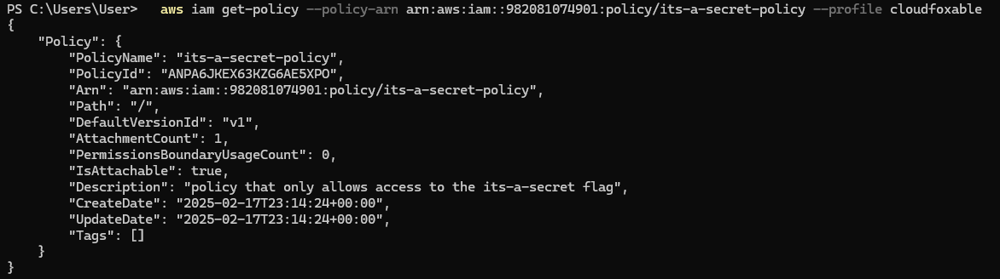 PS C:\Users\User>   aws iam get-policy --policy-arn arn:aws:iam::982081074901:policy/its-a-secret-policy --profile cloudfoxable
{
    "Policy": {
        "PolicyName": "its-a-secret-policy",
        "PolicyId": "ANPA6JKEX63KZG6AE5XPO",
        "Arn": "arn:aws:iam::982081074901:policy/its-a-secret-policy",
        "Path": "/",
        "DefaultVersionId": "v1",
        "AttachmentCount": 1,
        "PermissionsBoundaryUsageCount": 0,
        "IsAttachable": true,
        "Description": "policy that only allows access to the its-a-secret flag",
        "CreateDate": "2025-02-17T23:14:24+00:00",
        "UpdateDate": "2025-02-17T23:14:24+00:00",
        "Tags": []
    }
}